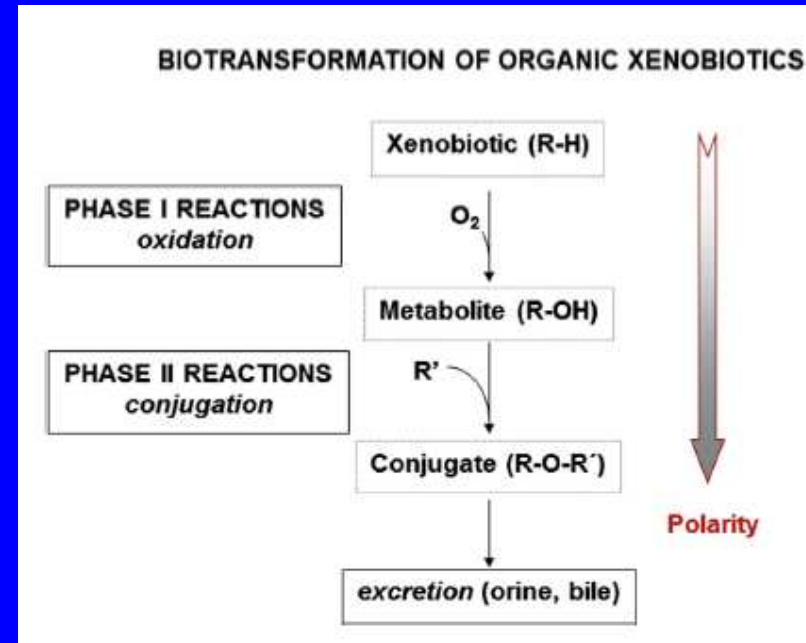 BIOTRANSFORMATION OF ORGANIC XENOBIOTICS
Xenobiotic (R-H)
PHASE I REACTIONS
oxidation
O₂
Metabolite (R-OH)
PHASE II REACTIONS
conjugation
R’
Conjugate (R-O-R´)
Polarity
excretion (orine, bile)